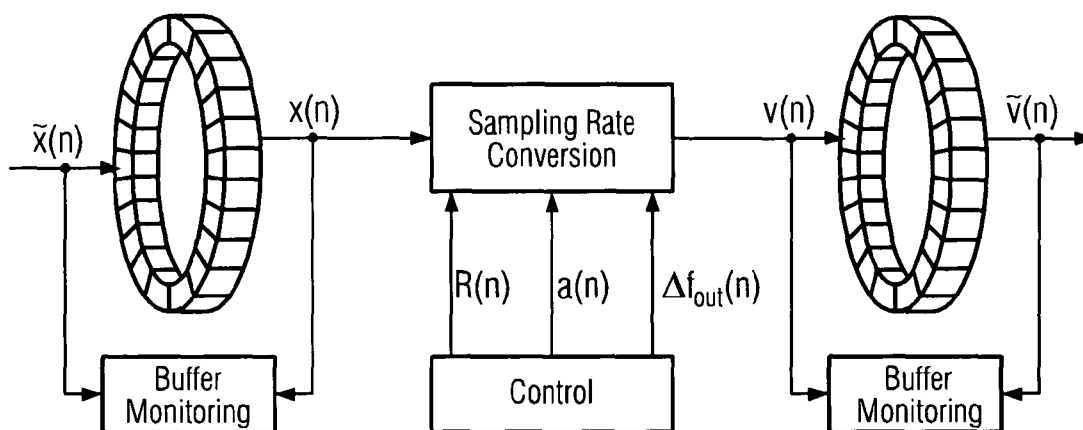 x̃(n)
x(n)
Sampling Rate
Conversion
v(n)
ṽ(n)
R(n)
a(n)
Δf_out(n)
Buffer
Monitoring
Control
Buffer
Monitoring